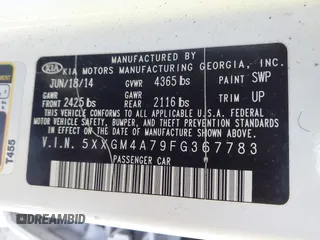 KIA KIA MOTORS MANUFACTURING GEORGIA, INC.
MANUFACTURED BY
JUN/18/14 GVWR 4365 lbs PAINT SWP
GAWR GAWR
FRONT 2425 lbs REAR 2116 lbs TRIM UP
THIS VEHICLE CONFORMS TO ALL APPLICABLE U.S.A. FEDERAL
MOTOR VEHICLE SAFETY, BUMPER, AND THEFT PREVENTION STANDARDS
IN EFFECT ON THE DATE OF MANUFACTURE SHOWN ABOVE.
V.I.N. 5XXGM4A79FG367783
PASSENGER CAR
T455
DREAMBID